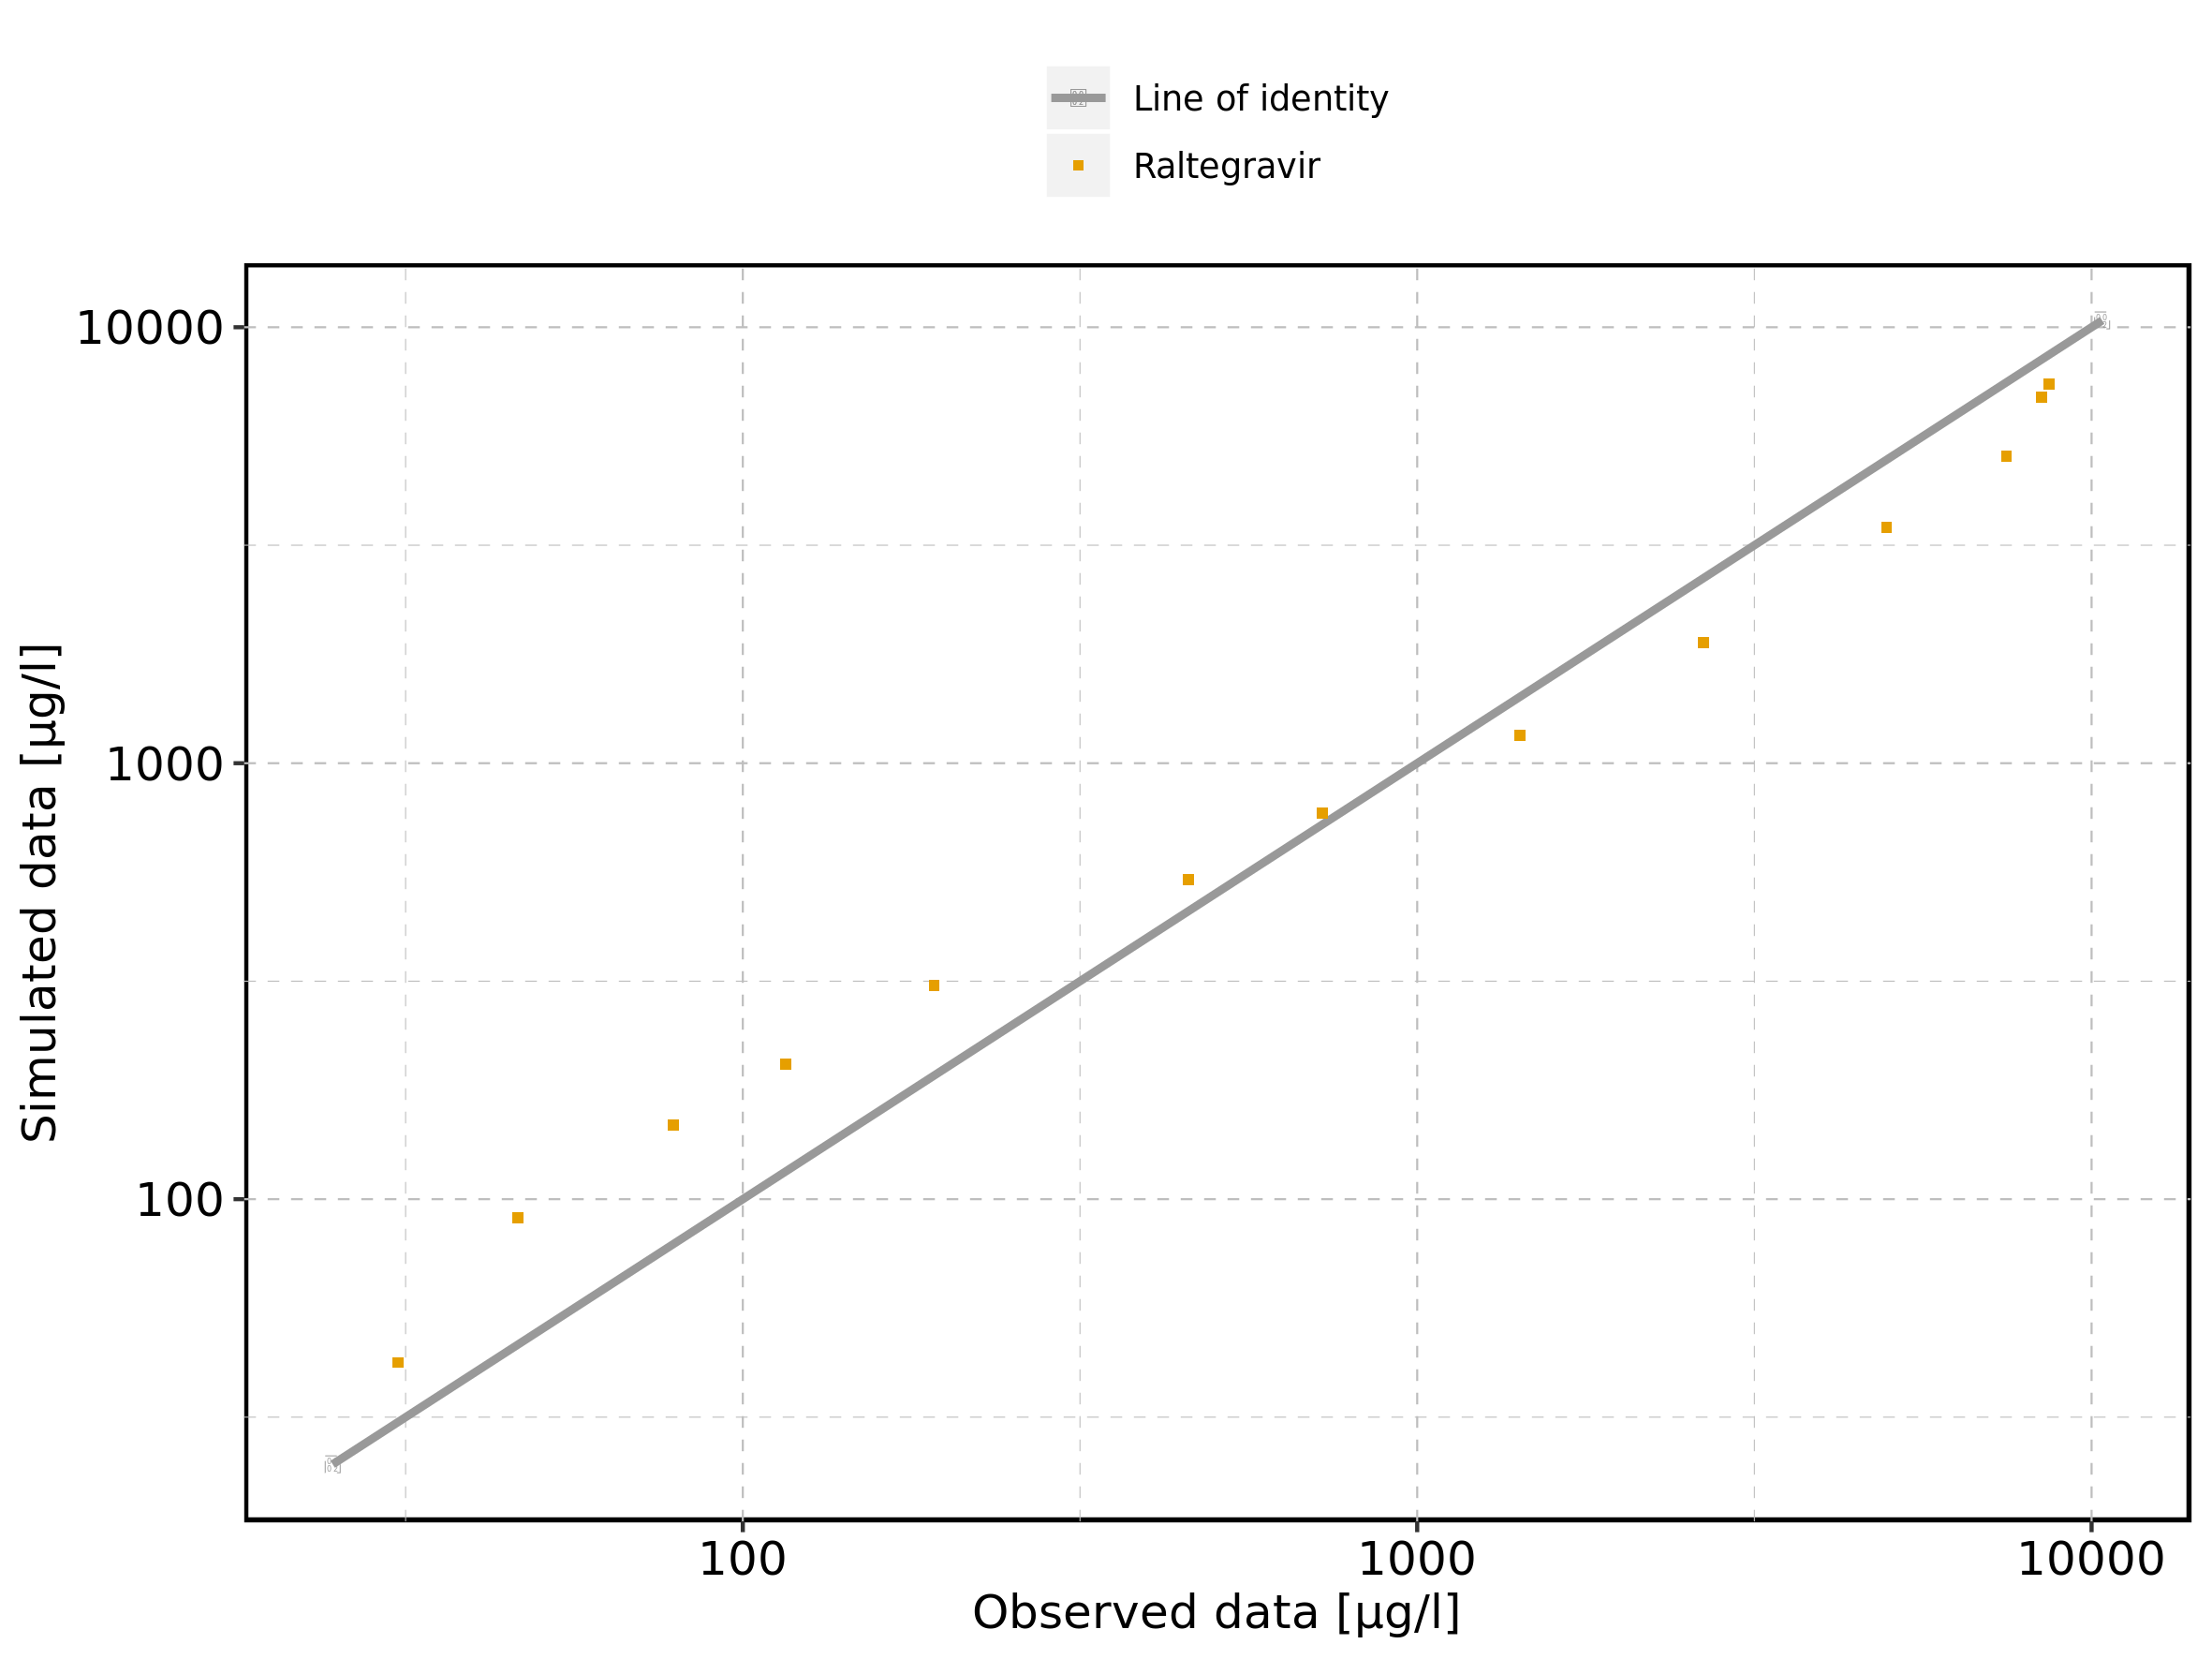 Line of identity
Raltegravir
10000
1000
100
Simulated data [µg/l]
100
1000
10000
Observed data [µg/l]